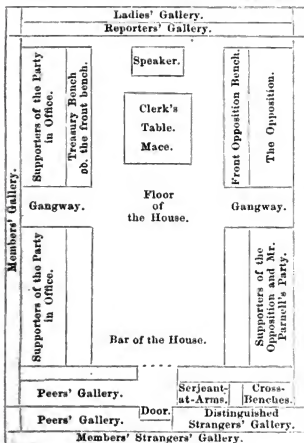 Ladies' Gallery.
Reporters' Gallery.
Members' Gallery.
Supporters of the Party
in Office.
Treasury Bench
ob. the front bench.
Speaker.
Clerk's
Table.
Mace.
Front Opposition Bench.
The Opposition.
Gangway.
Floor
of
the House.
Gangway.
Supporters of the Party
in Office.
Supporters of the
Opposition and Mr.
Parnell's Party.
Bar of the House.
Peers' Gallery.
Serjeant-
at-Arms.
Cross-
Benches.
Peers' Gallery.
Door.
Distinguished
Strangers' Gallery.
Members' Strangers' Gallery.